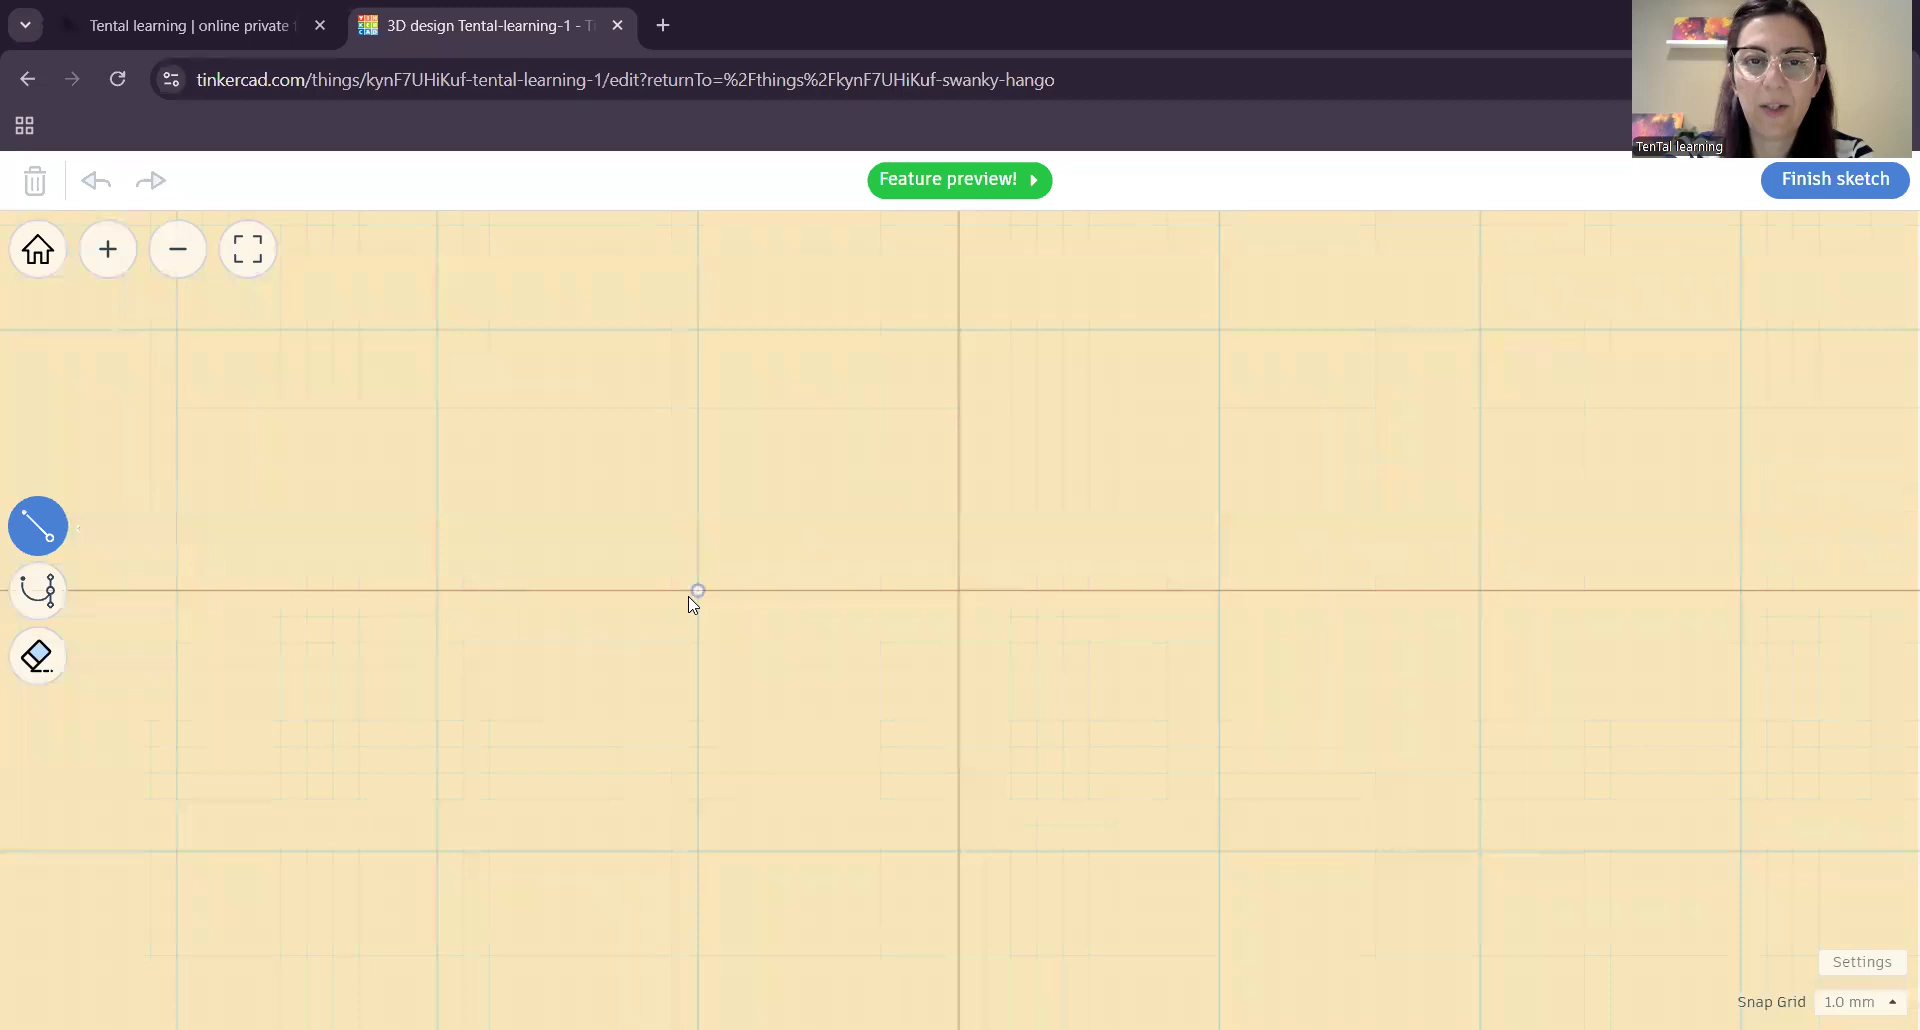 Tental learning | online private
3D design Tental-learning-1 - T
tinkercad.com/things/kynF7UHiKuf-tental-learning-1/edit?returnTo=%2Fthings%2FkynF7UHiKuf-swanky-hango
TenTal learning
Feature preview!
Finish sketch
Settings
Snap Grid 1.0 mm